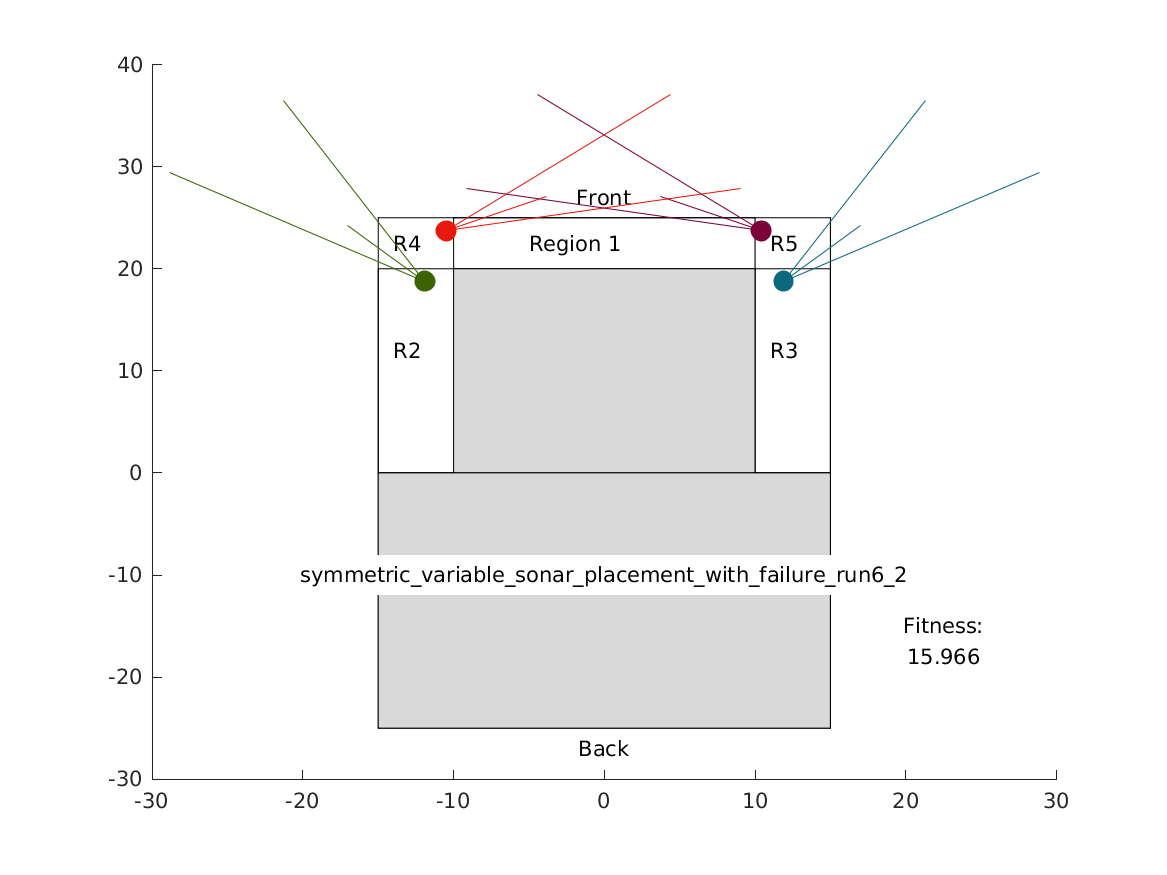 40
30
Front
R4
Region 1
R5
20
R2
R3
10
0
symmetric_variable_sonar_placement_with_failure_run6_2
-10
Fitness:
15.966
-20
Back
-30
-30 -20 -10 0 10 20 30